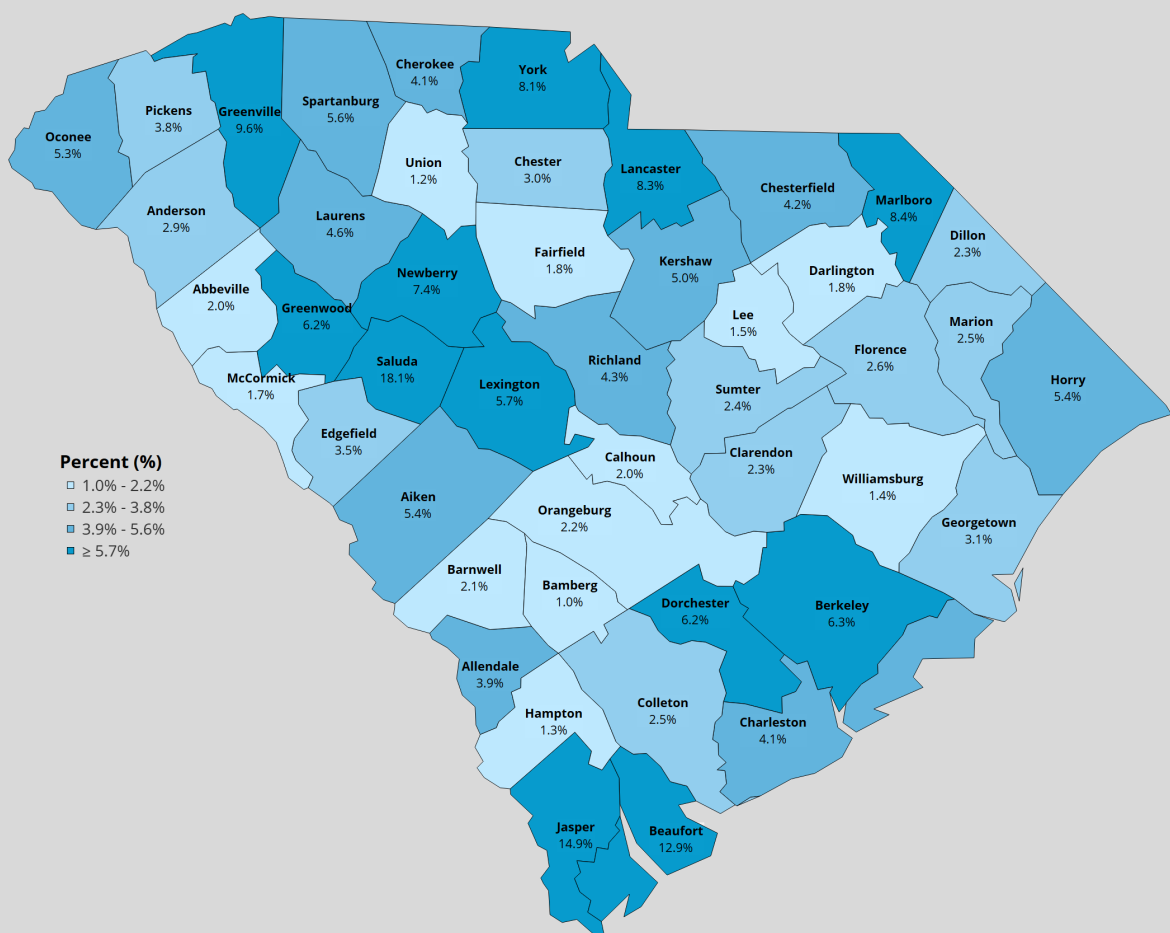 Cherokee
4.1%
York
8.1%
Spartanburg
5.6%
Pickens
3.8%
Greenville
9.6%
Oconee
5.3%
Union
1.2%
Chester
3.0%
Lancaster
8.3%
Chesterfield
4.2%
Marlboro
8.4%
Anderson
2.9%
Laurens
4.6%
Dillon
2.3%
Fairfield
1.8%
Kershaw
5.0%
Newberry
7.4%
Darlington
1.8%
Abbeville
2.0%
Greenwood
6.2%
Lee
1.5%
Marion
2.5%
Florence
2.6%
Saluda
18.1%
Richland
4.3%
McCormick
1.7%
Lexington
5.7%
Sumter
2.4%
Horry
5.4%
Edgefield
3.5%
Clarendon
2.3%
Calhoun
2.0%
Williamsburg
1.4%
Aiken
5.4%
Orangeburg
2.2%
Georgetown
3.1%
Percent (%)
1.0% - 2.2%
2.3% - 3.8%
3.9% - 5.6%
≥ 5.7%
Barnwell
2.1%
Bamberg
1.0%
Dorchester
6.2%
Berkeley
6.3%
Allendale
3.9%
Colleton
2.5%
Hampton
1.3%
Charleston
4.1%
Jasper
14.9%
Beaufort
12.9%